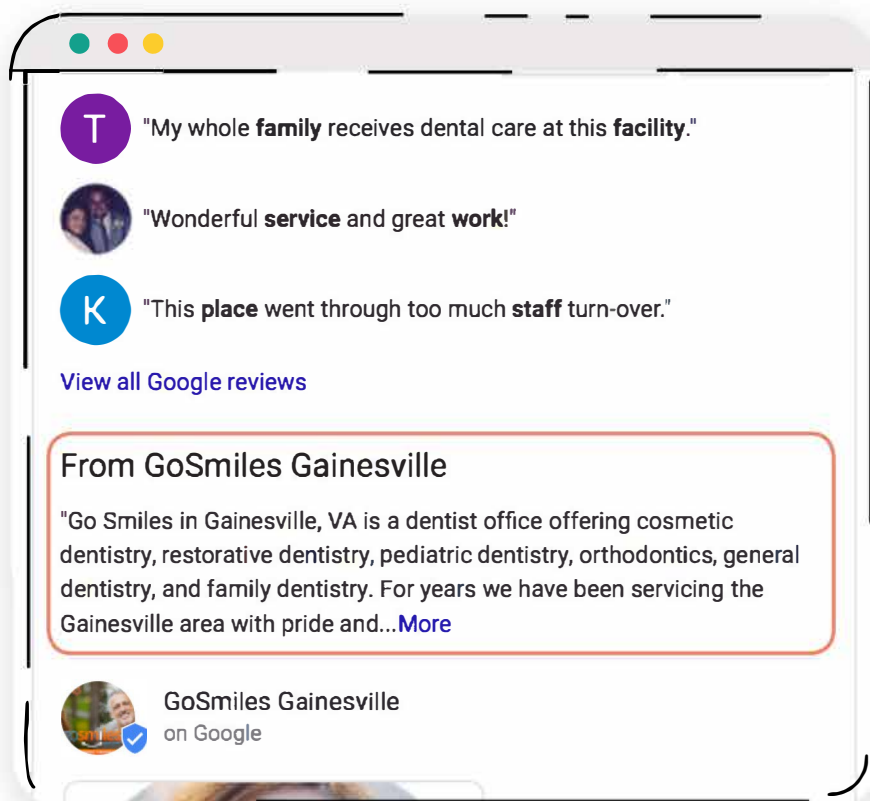 T
"My whole family receives dental care at this facility."
"Wonderful service and great work!"
K
"This place went through too much staff turn-over."
View all Google reviews
From GoSmiles Gainesville
"Go Smiles in Gainesville, VA is a dentist office offering cosmetic
dentistry, restorative dentistry, pediatric dentistry, orthodontics, general
dentistry, and family dentistry. For years we have been servicing the
Gainesville area with pride and...More
GoSmiles Gainesville
on Google